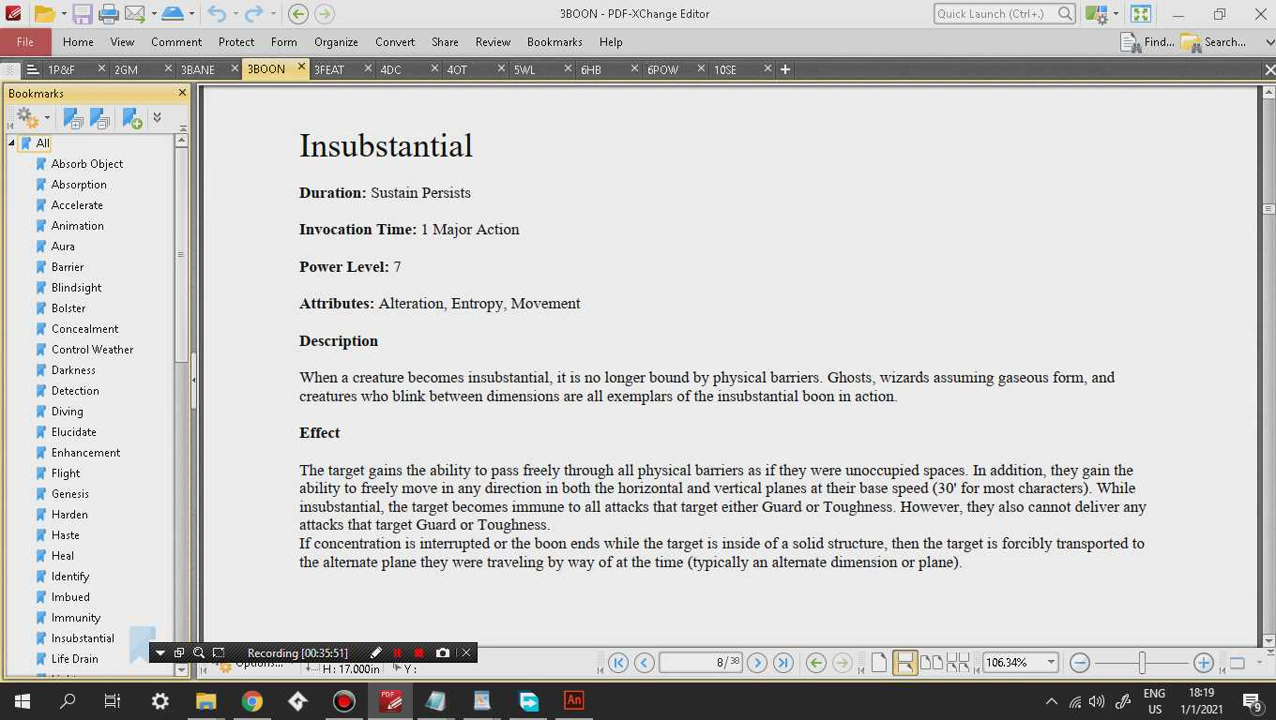 3BOON - PDF-XChange Editor
Quick Launch (Ctrl+.)
File Home View Comment Protect Form Organize Convert Share Review Bookmarks Help
Find... Search...
1P&F 2GM 3BANE 3BOON 3FEAT 4DC 4OT 5WL 6HB 6POW 10SE
Bookmarks
All
Absorb Object
Absorption
Accelerate
Animation
Aura
Barrier
Blindsight
Bolster
Concealment
Control Weather
Darkness
Detection
Diving
Elucidate
Enhancement
Flight
Genesis
Harden
Haste
Heal
Identify
Imbued
Immunity
Insubstantial
Life Drain
Insubstantial
Duration: Sustain Persists
Invocation Time: 1 Major Action
Power Level: 7
Attributes: Alteration, Entropy, Movement
Description
When a creature becomes insubstantial, it is no longer bound by physical barriers. Ghosts, wizards assuming gaseous form, and
creatures who blink between dimensions are all exemplars of the insubstantial boon in action.
Effect
The target gains the ability to pass freely through all physical barriers as if they were unoccupied spaces. In addition, they gain the
ability to freely move in any direction in both the horizontal and vertical planes at their base speed (30' for most characters). While
insubstantial, the target becomes immune to all attacks that target either Guard or Toughness. However, they also cannot deliver any
attacks that target Guard or Toughness.
If concentration is interrupted or the boon ends while the target is inside of a solid structure, then the target is forcibly transported to
the alternate plane they were traveling by way of at the time (typically an alternate dimension or plane).
Recording [00:35:51]
Options... H: 17.000in Y:
8 / 38
106.34%
PDF
An
ENG
US
18:19
1/1/2021
9